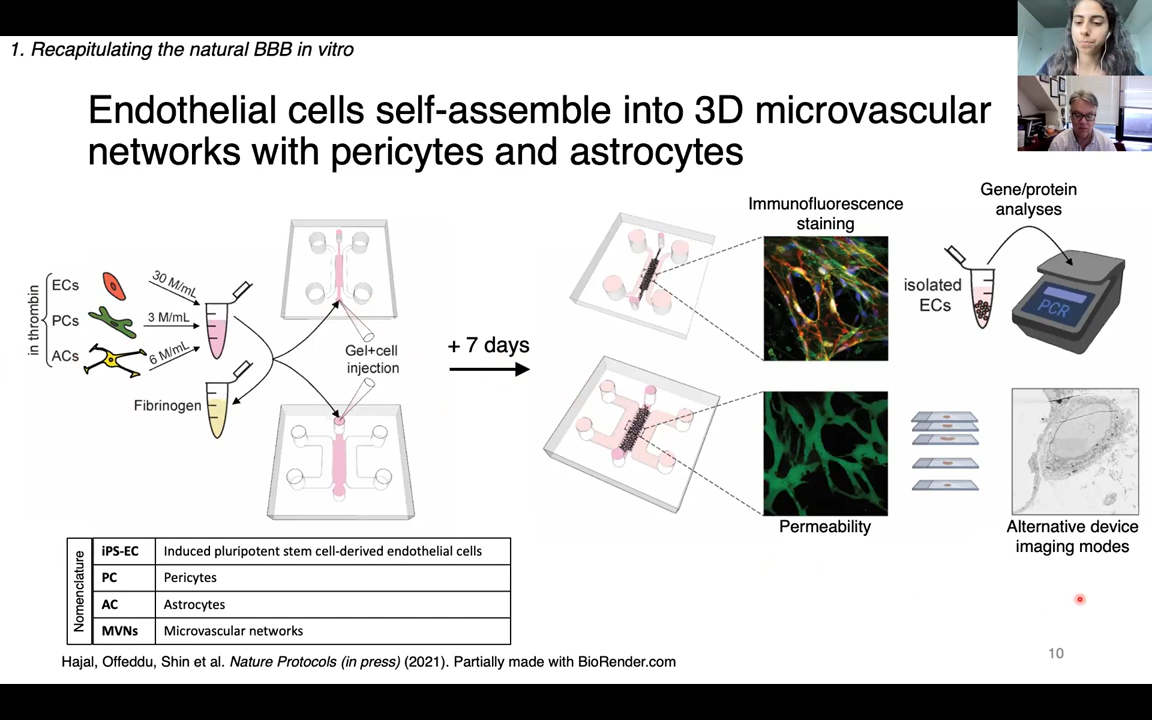 1. Recapitulating the natural BBB in vitro
Endothelial cells self-assemble into 3D microvascular
networks with pericytes and astrocytes
in thrombin
ECs
PCs
ACs
30 M/mL
3 M/mL
6 M/mL
Fibrinogen
Gel+cell
injection
+ 7 days
Immunofluorescence
staining
Permeability
Gene/protein
analyses
isolated
ECs
PCR
Alternative device
imaging modes
Nomenclature
iPS-EC Induced pluripotent stem cell-derived endothelial cells
PC Pericytes
AC Astrocytes
MVNs Microvascular networks
Hajal, Offeddu, Shin et al. Nature Protocols (in press) (2021). Partially made with BioRender.com
10